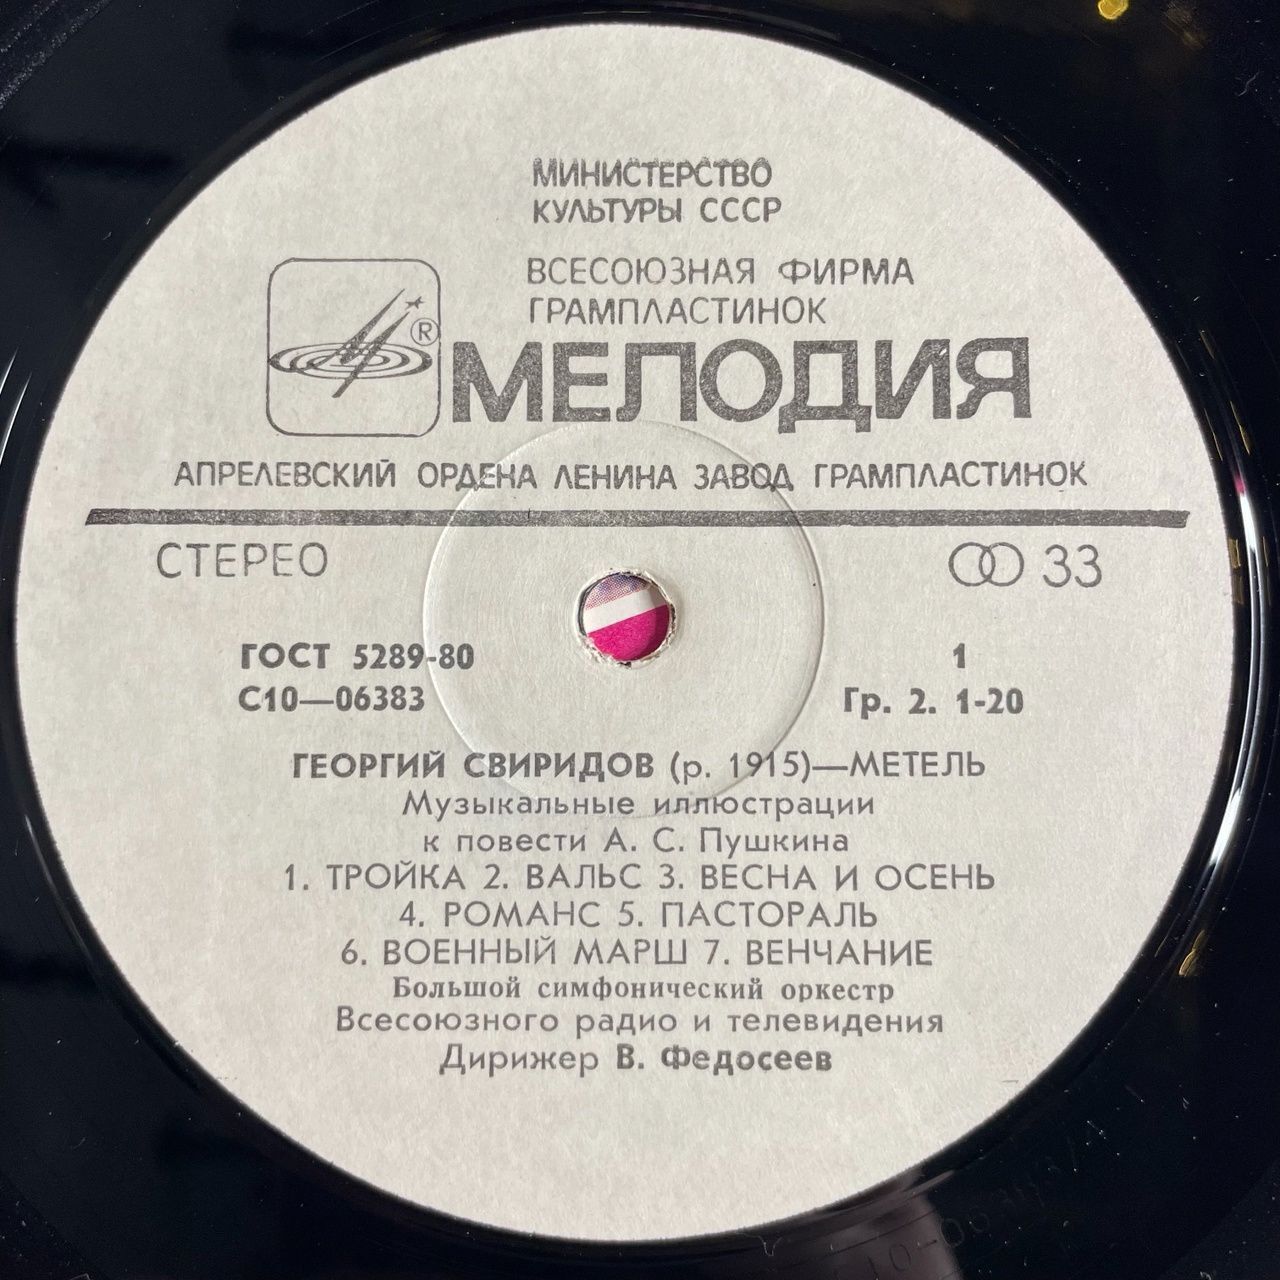 МИНИСТЕРСТВО
КУЛЬТУРЫ СССР
ВСЕСОЮЗНАЯ ФИРМА
ГРАМПЛАСТИНОК
®
МЕЛОДИЯ
АПРЕЛЕВСКИЙ ОРДЕНА ЛЕНИНА ЗАВОД ГРАМПЛАСТИНОК
СТЕРЕО 33
ГОСТ 5289-80 1
С10—06383 Гр. 2. 1-20
ГЕОРГИЙ СВИРИДОВ (р. 1915)—МЕТЕЛЬ
Музыкальные иллюстрации
к повести А. С. Пушкина
1. ТРОЙКА 2. ВАЛЬС 3. ВЕСНА И ОСЕНЬ
4. РОМАНС 5. ПАСТОРАЛЬ
6. ВОЕННЫЙ МАРШ 7. ВЕНЧАНИЕ
Большой симфонический оркестр
Всесоюзного радио и телевидения
Дирижер В. Федосеев